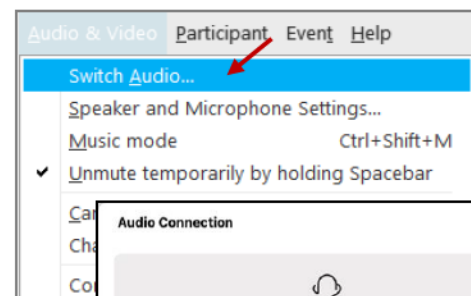 Audio & Video Participant Event Help
Switch Audio...
Speaker and Microphone Settings...
Music mode Ctrl+Shift+M
Unmute temporarily by holding Spacebar
Audio Connection